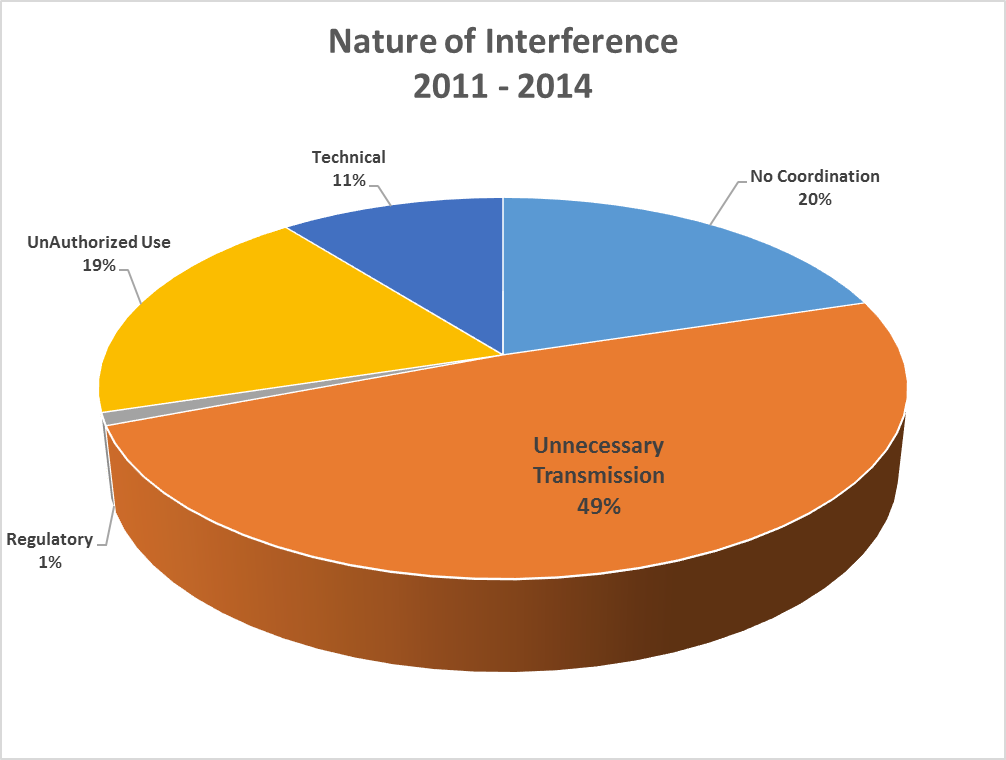 Nature of Interference
2011 - 2014
Technical
11%
No Coordination
20%
UnAuthorized Use
19%
Unnecessary
Transmission
49%
Regulatory
1%